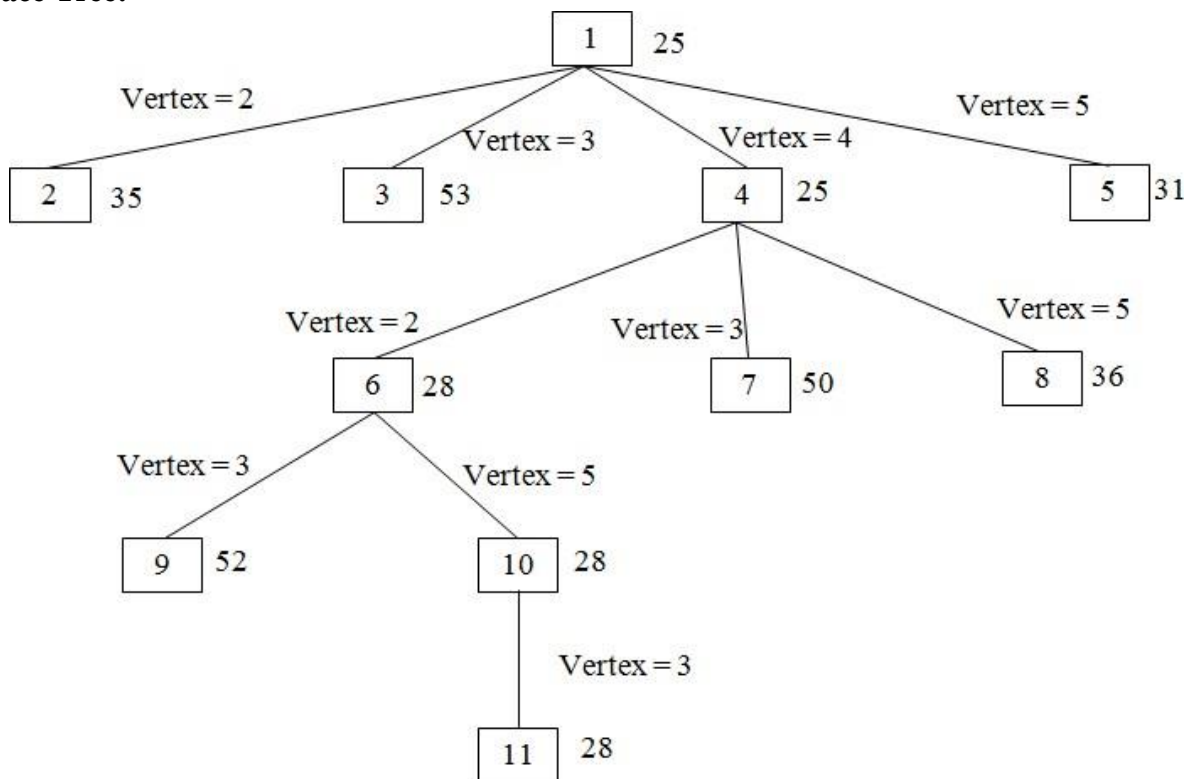 1 25
Vertex = 2
Vertex = 5
Vertex = 3
Vertex = 4
2 35
3 53
4 25
5 31
Vertex = 2
Vertex = 3
Vertex = 5
6 28
7 50
8 36
Vertex = 3
Vertex = 5
9 52
10 28
Vertex = 3
11 28